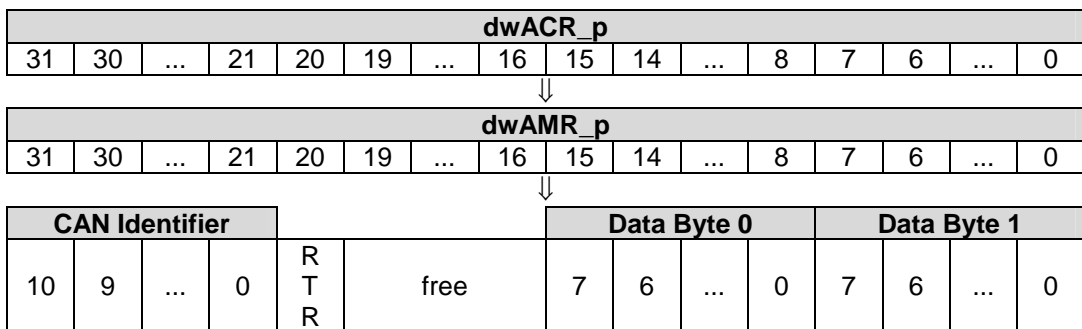 dwACR_p
31 30 ... 21 20 19 ... 16 15 14 ... 8 7 6 ... 0
⇓
dwAMR_p
31 30 ... 21 20 19 ... 16 15 14 ... 8 7 6 ... 0
⇓
CAN Identifier Data Byte 0 Data Byte 1
R
10 9 ... 0 T free 7 6 ... 0 7 6 ... 0
R